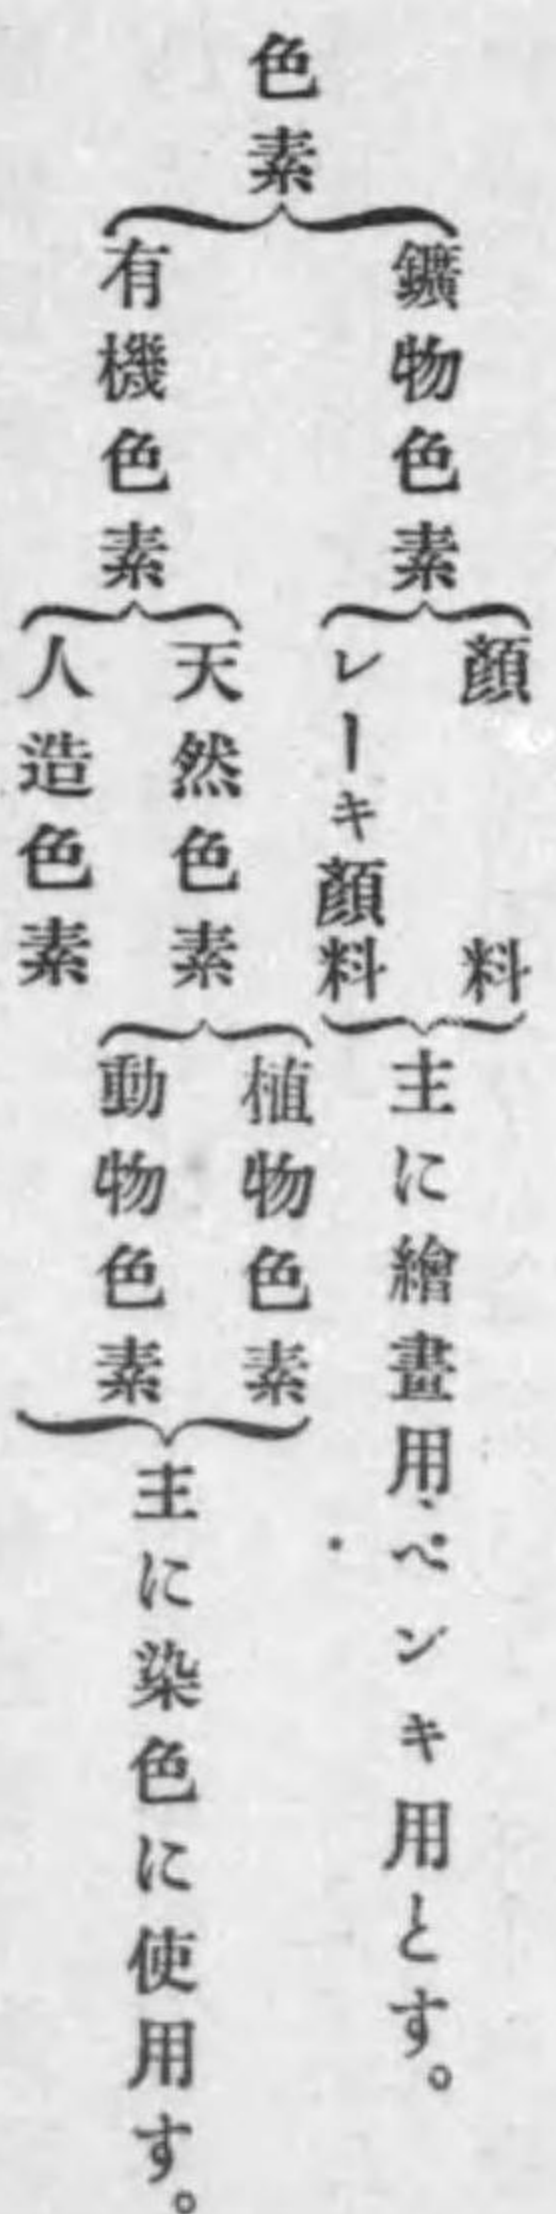 色素
鑛物色素
顔料
レーキ顔料
主に繪畫用、ペンキ用とす。
有機色素
天然色素
植物色素
動物色素
人造色素
主に染色に使用す。